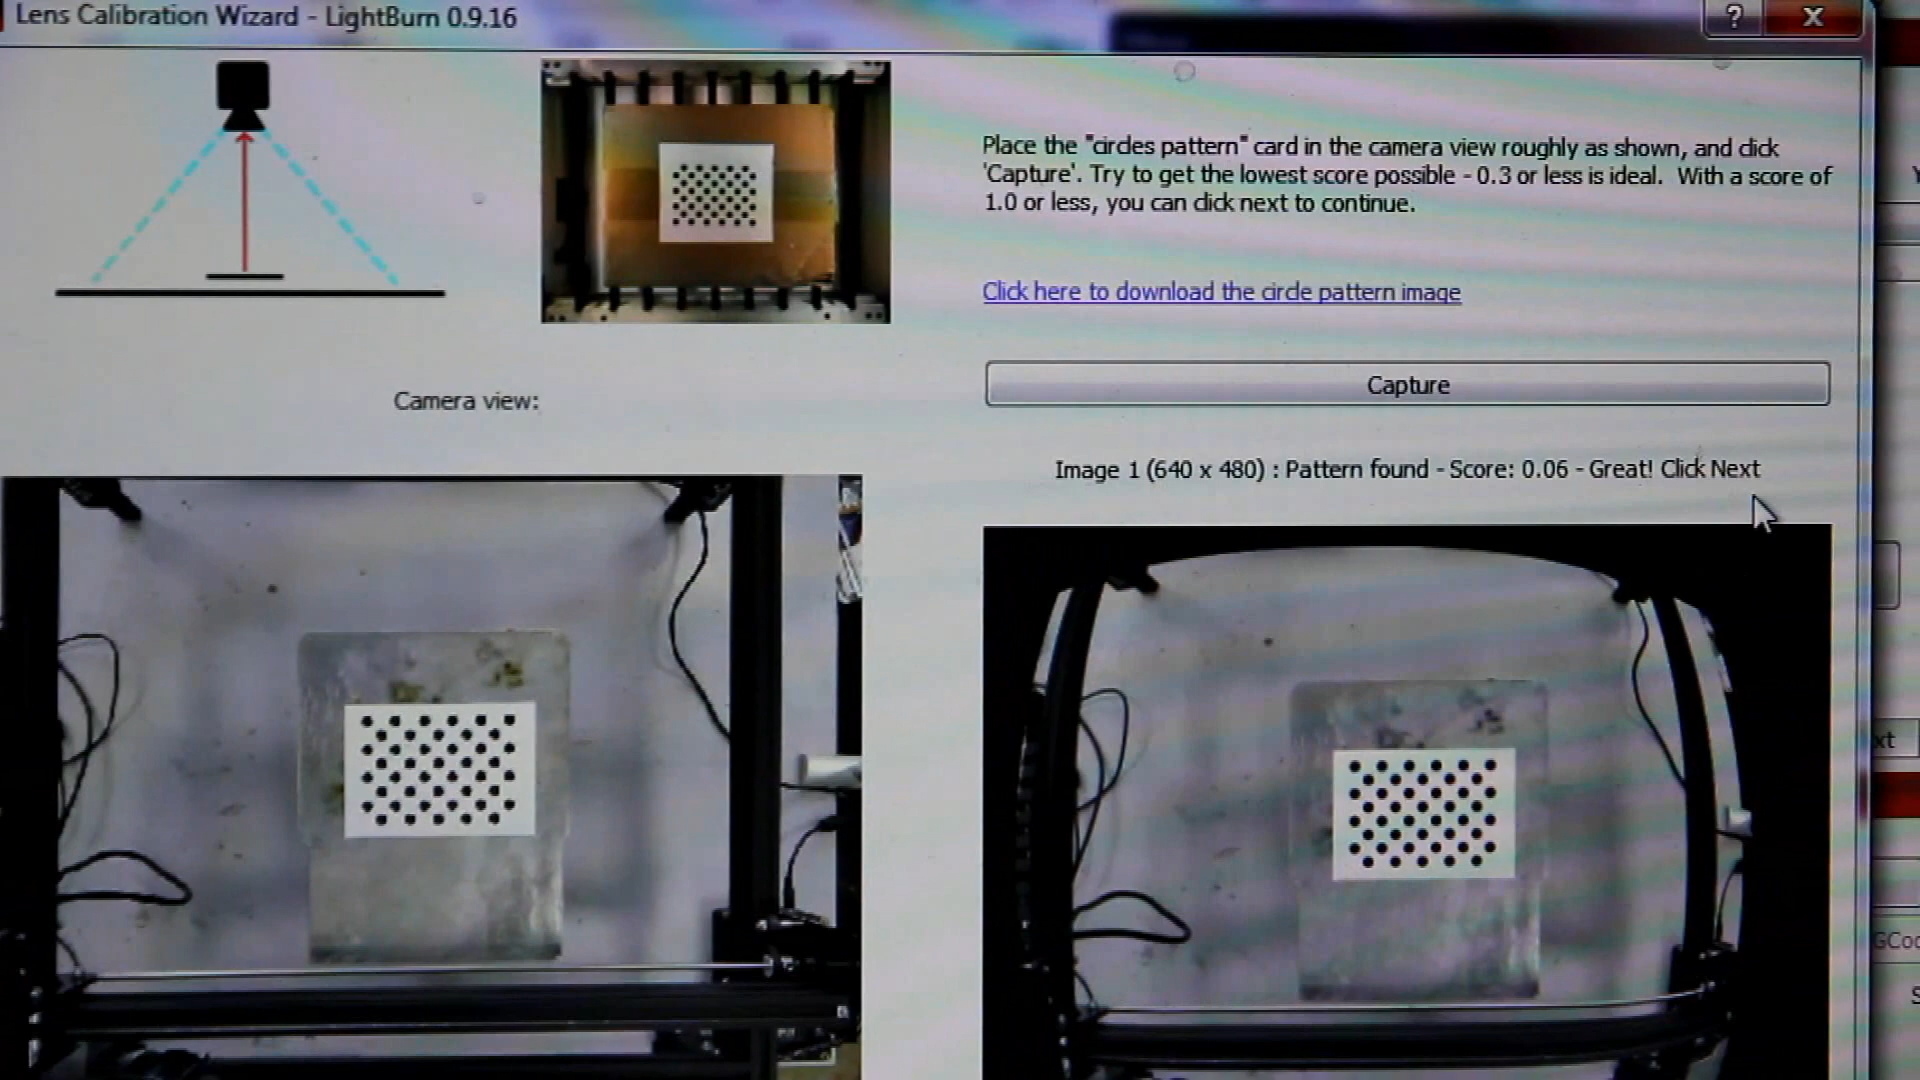 Lens Calibration Wizard - LightBurn 0.9.16
?
X
Place the "circles pattern" card in the camera view roughly as shown, and click
'Capture'. Try to get the lowest score possible - 0.3 or less is ideal. With a score of
1.0 or less, you can click next to continue.
Click here to download the circle pattern image
Capture
Camera view:
Image 1 (640 x 480) : Pattern found - Score: 0.06 - Great! Click Next
xt
GCo